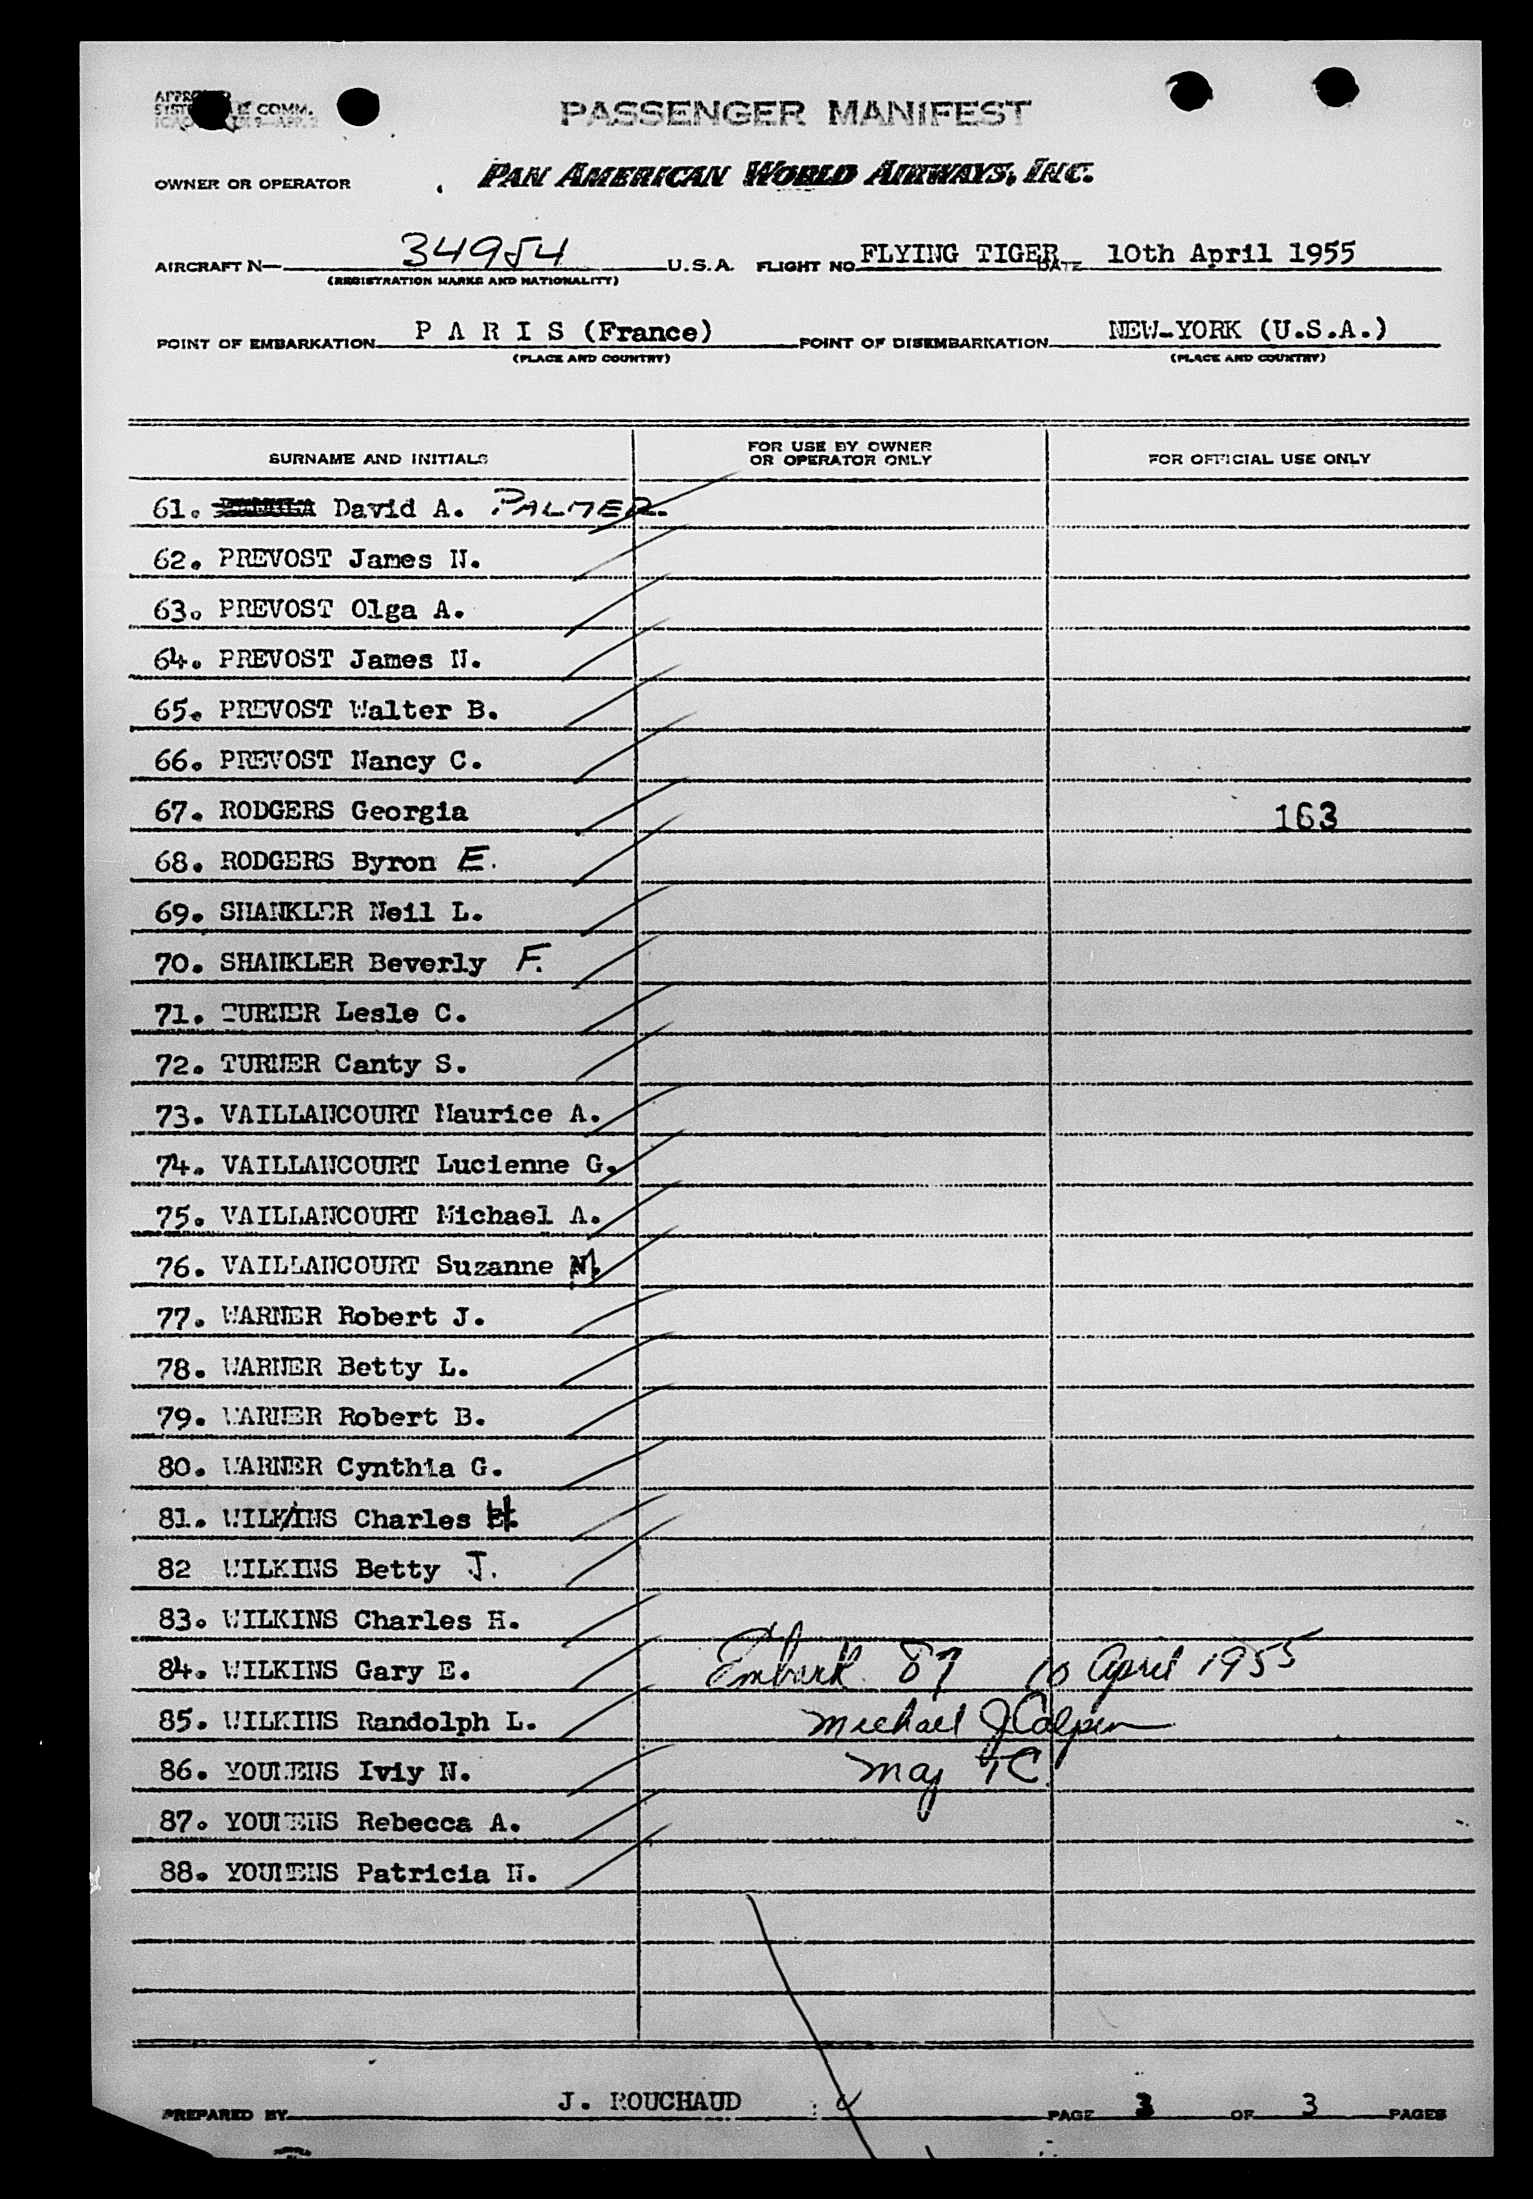 PASSENGER MANIFEST
OWNER OR OPERATOR PAN AMERICAN WORLD AIRWAYS, INC.
AIRCRAFT N— 34954 U.S.A. FLIGHT NO. FLYING TIGER DATE 10th April 1955
(REGISTRATION MARKS AND NATIONALITY)
POINT OF EMBARKATION P A R I S (France) POINT OF DISEMBARKATION NEW-YORK (U.S.A.)
(PLACE AND COUNTRY) (PLACE AND COUNTRY)
SURNAME AND INITIALS FOR USE BY OWNER OR OPERATOR ONLY FOR OFFICIAL USE ONLY
61. David A. PALMER.
62. PREVOST James N.
63. PREVOST Olga A.
64. PREVOST James N.
65. PREVOST Walter B.
66. PREVOST Nancy C.
67. RODGERS Georgia 163
68. RODGERS Byron E.
69. SHANKLER Neil L.
70. SHANKLER Beverly F.
71. TURNER Lesle C.
72. TURNER Canty S.
73. VAILLANCOURT Maurice A.
74. VAILLANCOURT Lucienne G.
75. VAILLANCOURT Michael A.
76. VAILLANCOURT Suzanne N.
77. WARNER Robert J.
78. WARNER Betty L.
79. WARNER Robert B.
80. WARNER Cynthia G.
81. WILKINS Charles H.
82 WILKINS Betty J.
83. WILKINS Charles H.
84. WILKINS Gary E. Embark 87 10 April 1955
85. WILKINS Randolph L. Michael J
86. YOUMENS Iviy N. Maj TC
87. YOUMENS Rebecca A.
88. YOUMENS Patricia N.
PREPARED BY J. ROUCHAUD PAGE 3 OF 3 PAGES